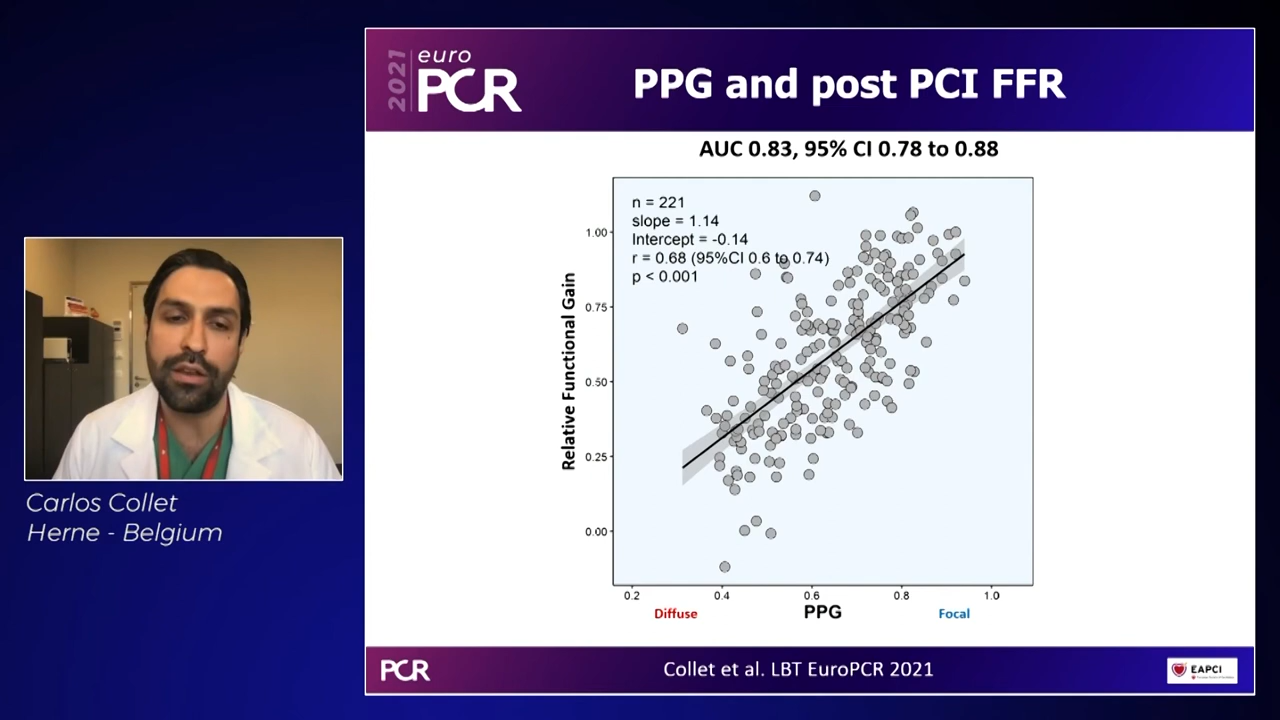 2021
euro
PCR
PPG and post PCI FFR
AUC 0.83, 95% CI 0.78 to 0.88
n = 221
slope = 1.14
Intercept = -0.14
r = 0.68 (95%CI 0.6 to 0.74)
p < 0.001
Relative Functional Gain
1.00
0.75
0.50
0.25
0.00
0.2
0.4
0.6
0.8
1.0
Diffuse
PPG
Focal
Carlos Collet
Herne - Belgium
PCR
Collet et al. LBT EuroPCR 2021
EAPCI